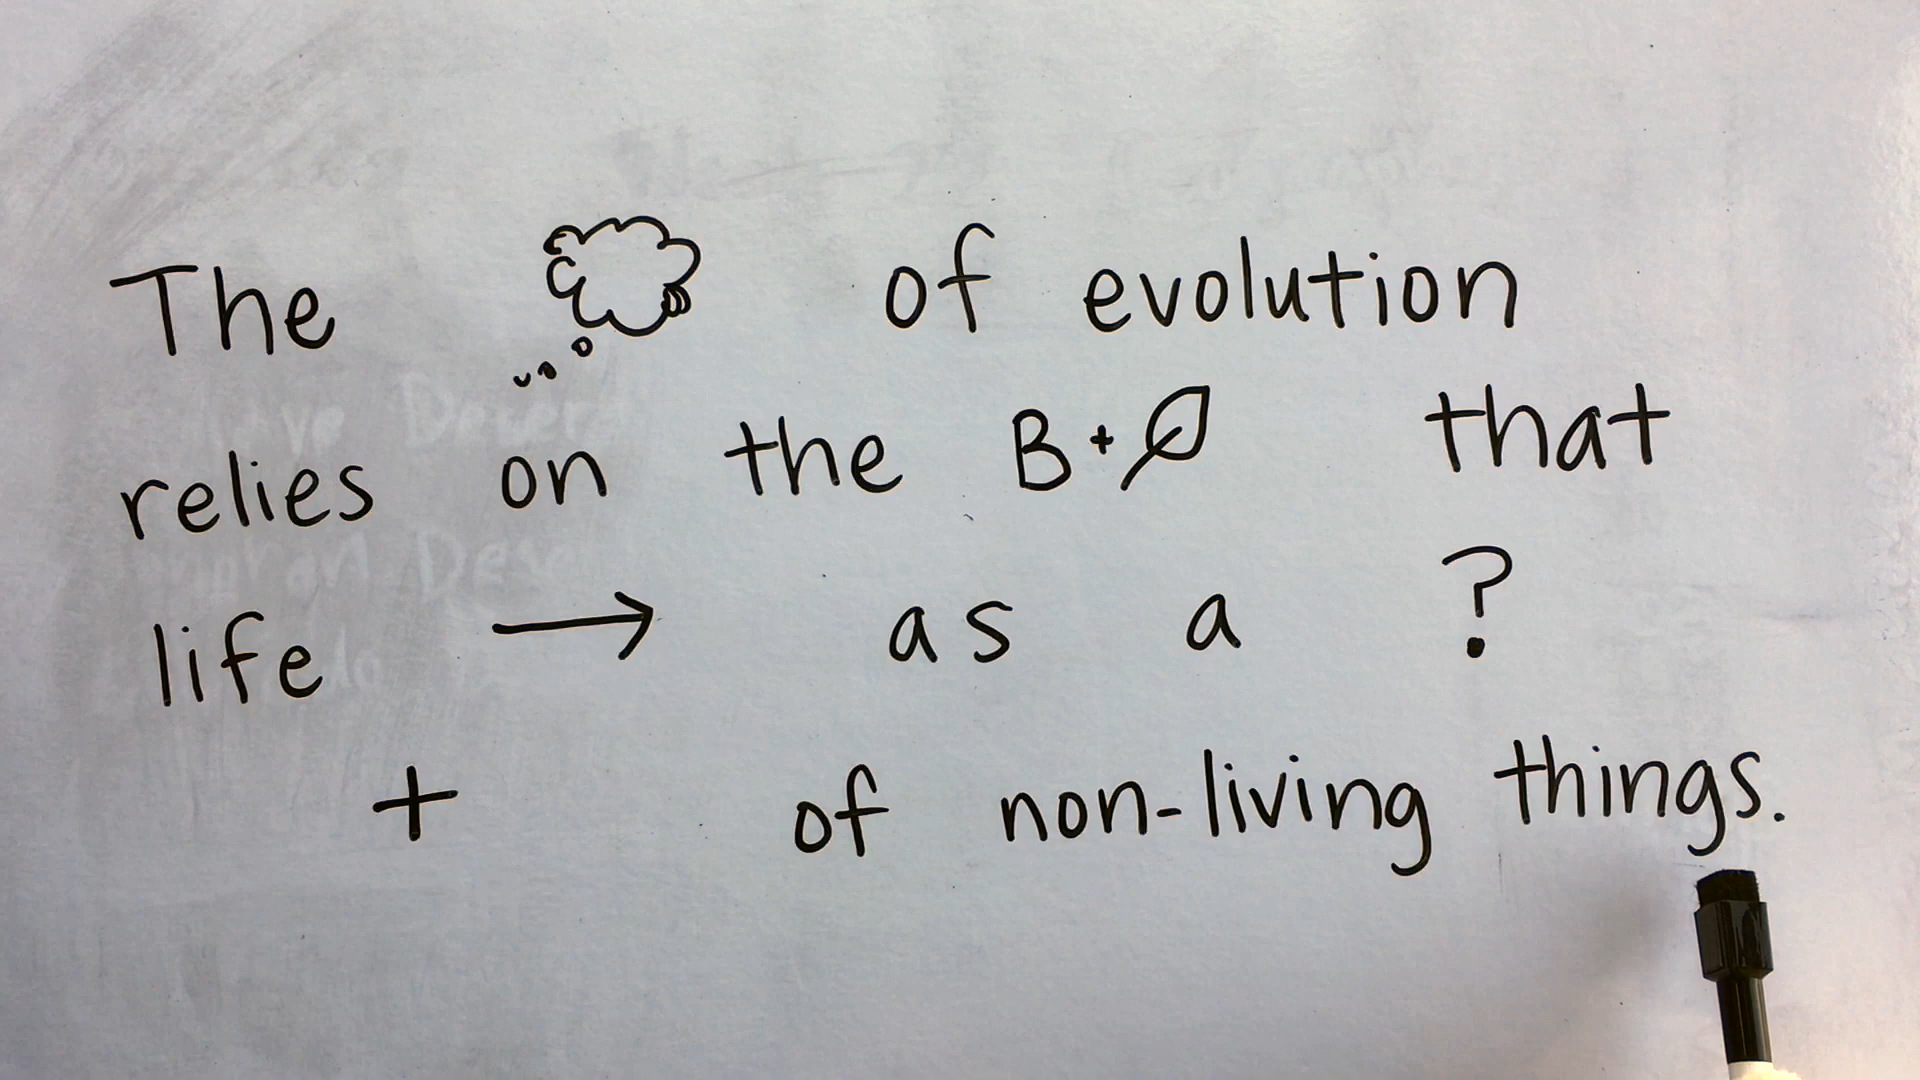 The of evolution
relies on the B + that
life → as a ?
+ of non-living things.